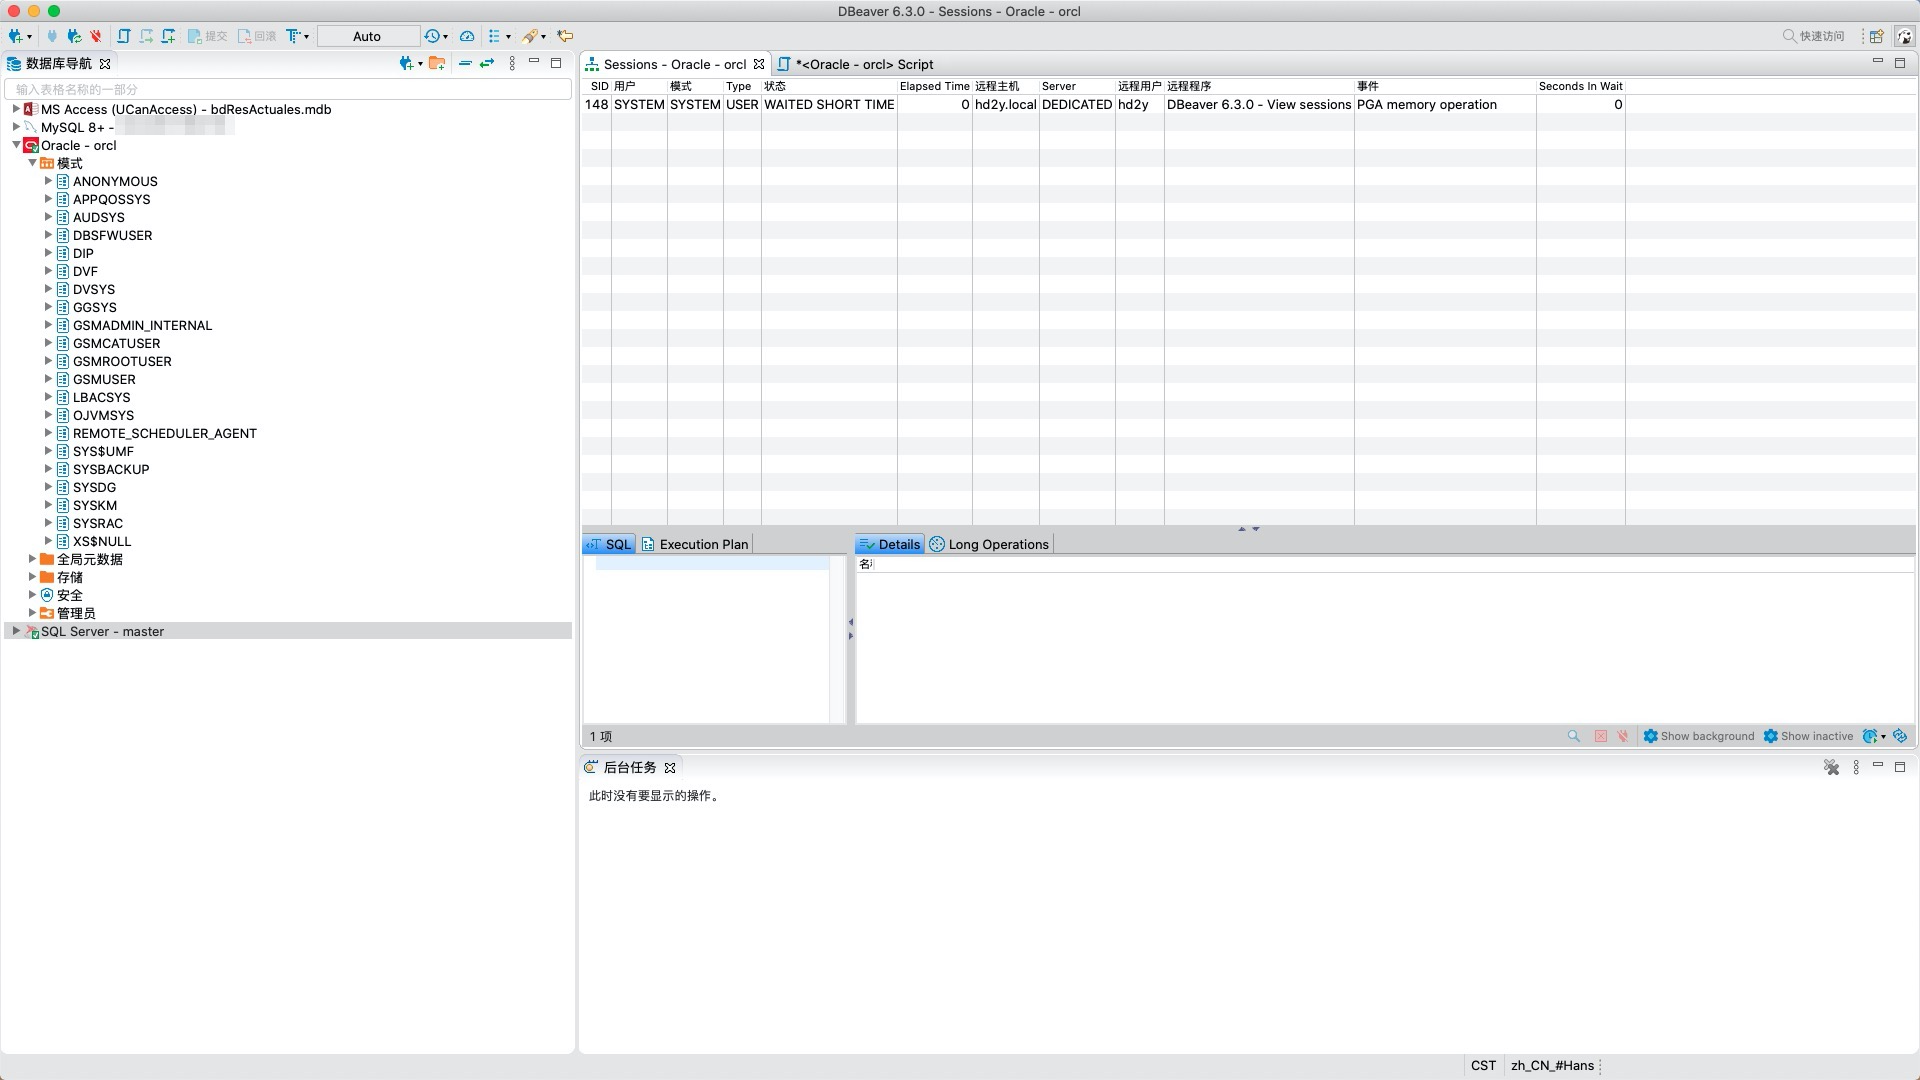 DBeaver 6.3.0 - Sessions - Oracle - orcl
提交 回滚 Auto 快速访问
数据库导航
输入表格名称的一部分
MS Access (UCanAccess) - bdResActuales.mdb
MySQL 8+ -
Oracle - orcl
模式
ANONYMOUS
APPQOSSYS
AUDSYS
DBSFWUSER
DIP
DVF
DVSYS
GGSYS
GSMADMIN_INTERNAL
GSMCATUSER
GSMROOTUSER
GSMUSER
LBACSYS
OJVMSYS
REMOTE_SCHEDULER_AGENT
SYS$UMF
SYSBACKUP
SYSDG
SYSKM
SYSRAC
XS$NULL
全局元数据
存储
安全
管理员
SQL Server - master
Sessions - Oracle - orcl *<Oracle - orcl> Script
SID 用户 模式 Type 状态 Elapsed Time 远程主机 Server 远程用户 远程程序 事件 Seconds In Wait
148 SYSTEM SYSTEM USER WAITED SHORT TIME 0 hd2y.local DEDICATED hd2y DBeaver 6.3.0 - View sessions PGA memory operation 0
SQL Execution Plan Details Long Operations
名
1 项 Show background Show inactive
后台任务
此时没有要显示的操作。
CST zh_CN_#Hans